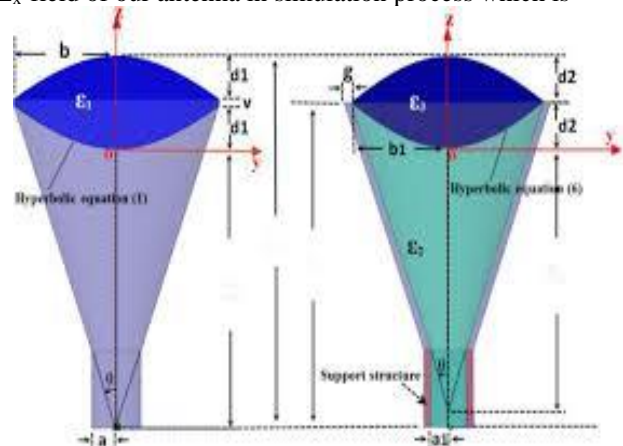 Eₓ field of our antenna in simulation process which is
z
b
d1
ε₁
v
d1
o
y
Hyperbolic equation (1)
θ
a
z
g
d2
ε₃
b1
d2
o
y
Hyperbolic equation (6)
ε₂
θ
Support structure
a1